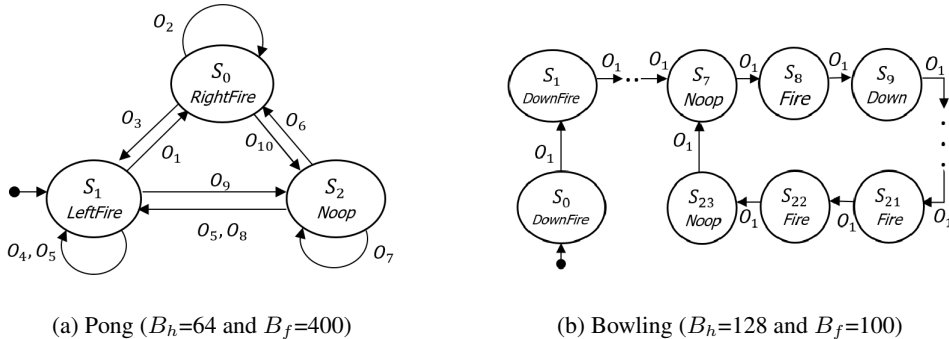 O₂
S₀
RightFire
O₃
O₁
O₁₀
O₆
S₁
LeftFire
O₉
O₅, O₈
S₂
Noop
O₄, O₅
O₇
(a) Pong (Bₕ=64 and B_f=400)
S₁
DownFire
O₁
O₁
S₇
Noop
O₁
S₈
Fire
O₁
S₉
Down
O₁
O₁
O₁
S₀
DownFire
S₂₃
Noop
O₁
S₂₂
Fire
O₁
S₂₁
Fire
O₁
(b) Bowling (Bₕ=128 and B_f=100)